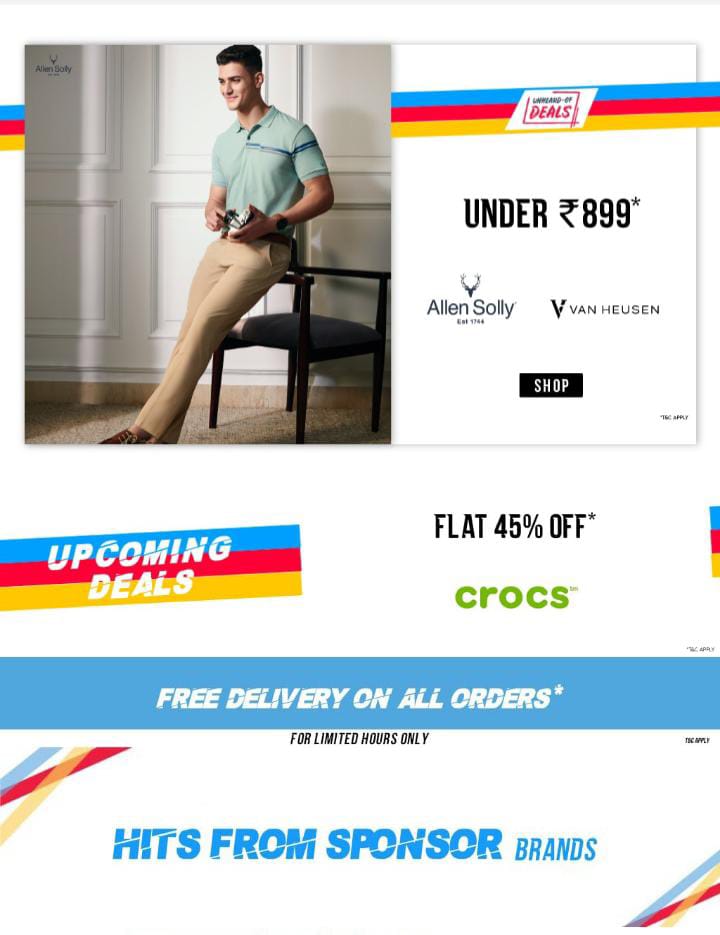 Allen Solly
UNHEARD-OF
DEALS
UNDER ₹899*
Allen Solly
Est 1744
VAN HEUSEN
SHOP
*T&C APPLY
UPCOMING
DEALS
FLAT 45% OFF*
crocs™
*T&C APPLY
FREE DELIVERY ON ALL ORDERS*
FOR LIMITED HOURS ONLY
T&C APPLY
HITS FROM SPONSOR BRANDS